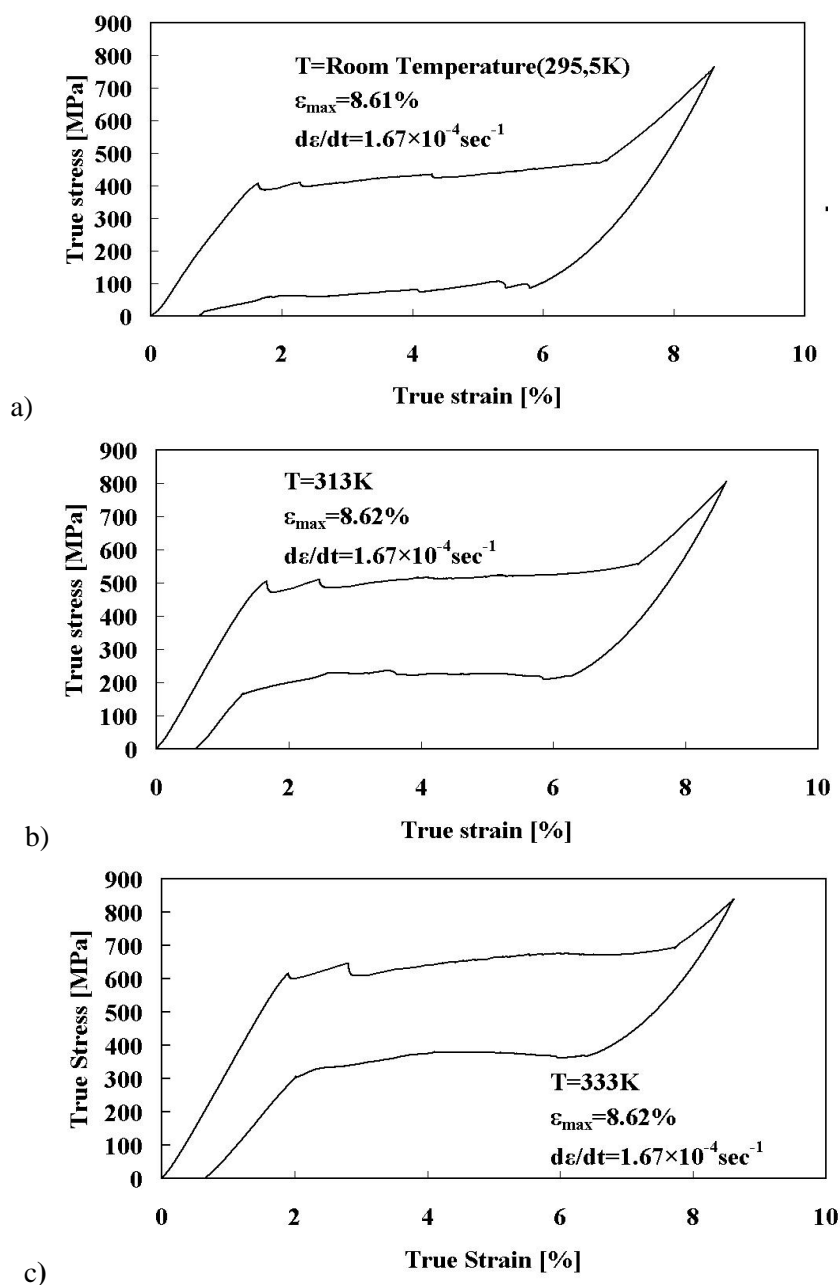 900
800
700
600
500
400
300
200
100
0
True stress [MPa]
T=Room Temperature(295,5K)
εmax=8.61%
dε/dt=1.67×10-4sec-1
0 2 4 6 8 10
True strain [%]
a)
900
800
700
600
500
400
300
200
100
0
True stress [MPa]
T=313K
εmax=8.62%
dε/dt=1.67×10-4sec-1
0 2 4 6 8 10
True strain [%]
b)
900
800
700
600
500
400
300
200
100
0
True Stress [MPa]
T=333K
εmax=8.62%
dε/dt=1.67×10-4sec-1
0 2 4 6 8 10
True Strain [%]
c)